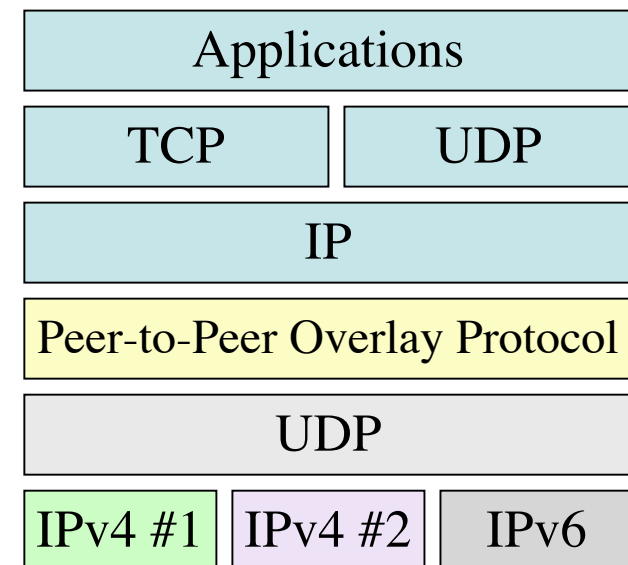 Applications
TCP UDP
IP
Peer-to-Peer Overlay Protocol
UDP
IPv4 #1 IPv4 #2 IPv6